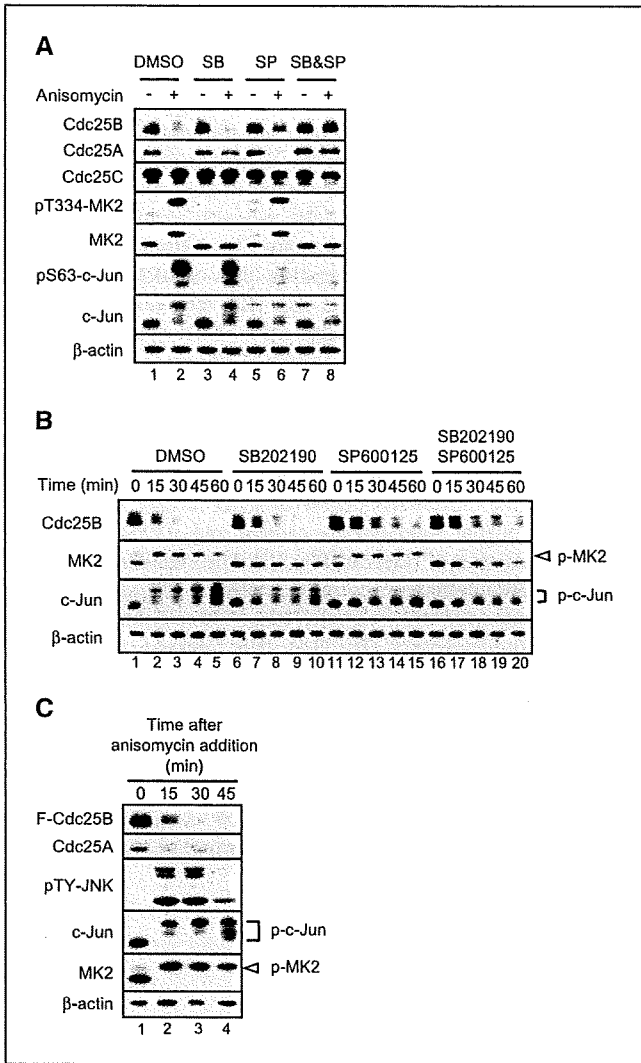 A
DMSO SB SP SB&SP
Anisomycin - + - + - + - +
Cdc25B
Cdc25A
Cdc25C
pT334-MK2
MK2
pS63-c-Jun
c-Jun
β-actin
1 2 3 4 5 6 7 8
B
SB202190
DMSO SB202190 SP600125 SP600125
Time (min) 0 15 30 45 60 0 15 30 45 60 0 15 30 45 60 0 15 30 45 60
Cdc25B
MK2 p-MK2
c-Jun p-c-Jun
β-actin
1 2 3 4 5 6 7 8 9 10 11 12 13 14 15 16 17 18 19 20
C
Time after
anisomycin addition
(min)
0 15 30 45
F-Cdc25B
Cdc25A
pTY-JNK
c-Jun p-c-Jun
MK2 p-MK2
β-actin
1 2 3 4